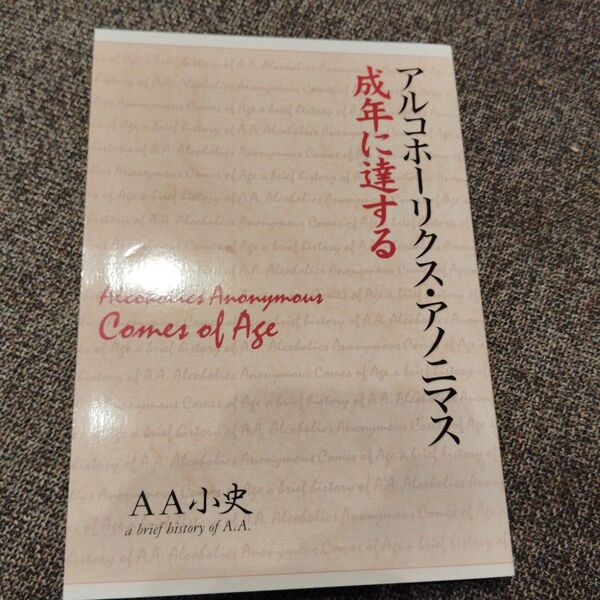 アルコホーリクス・アノニマス
成年に達する
Alcoholics Anonymous
Comes of Age
AA小史
a brief history of A.A.